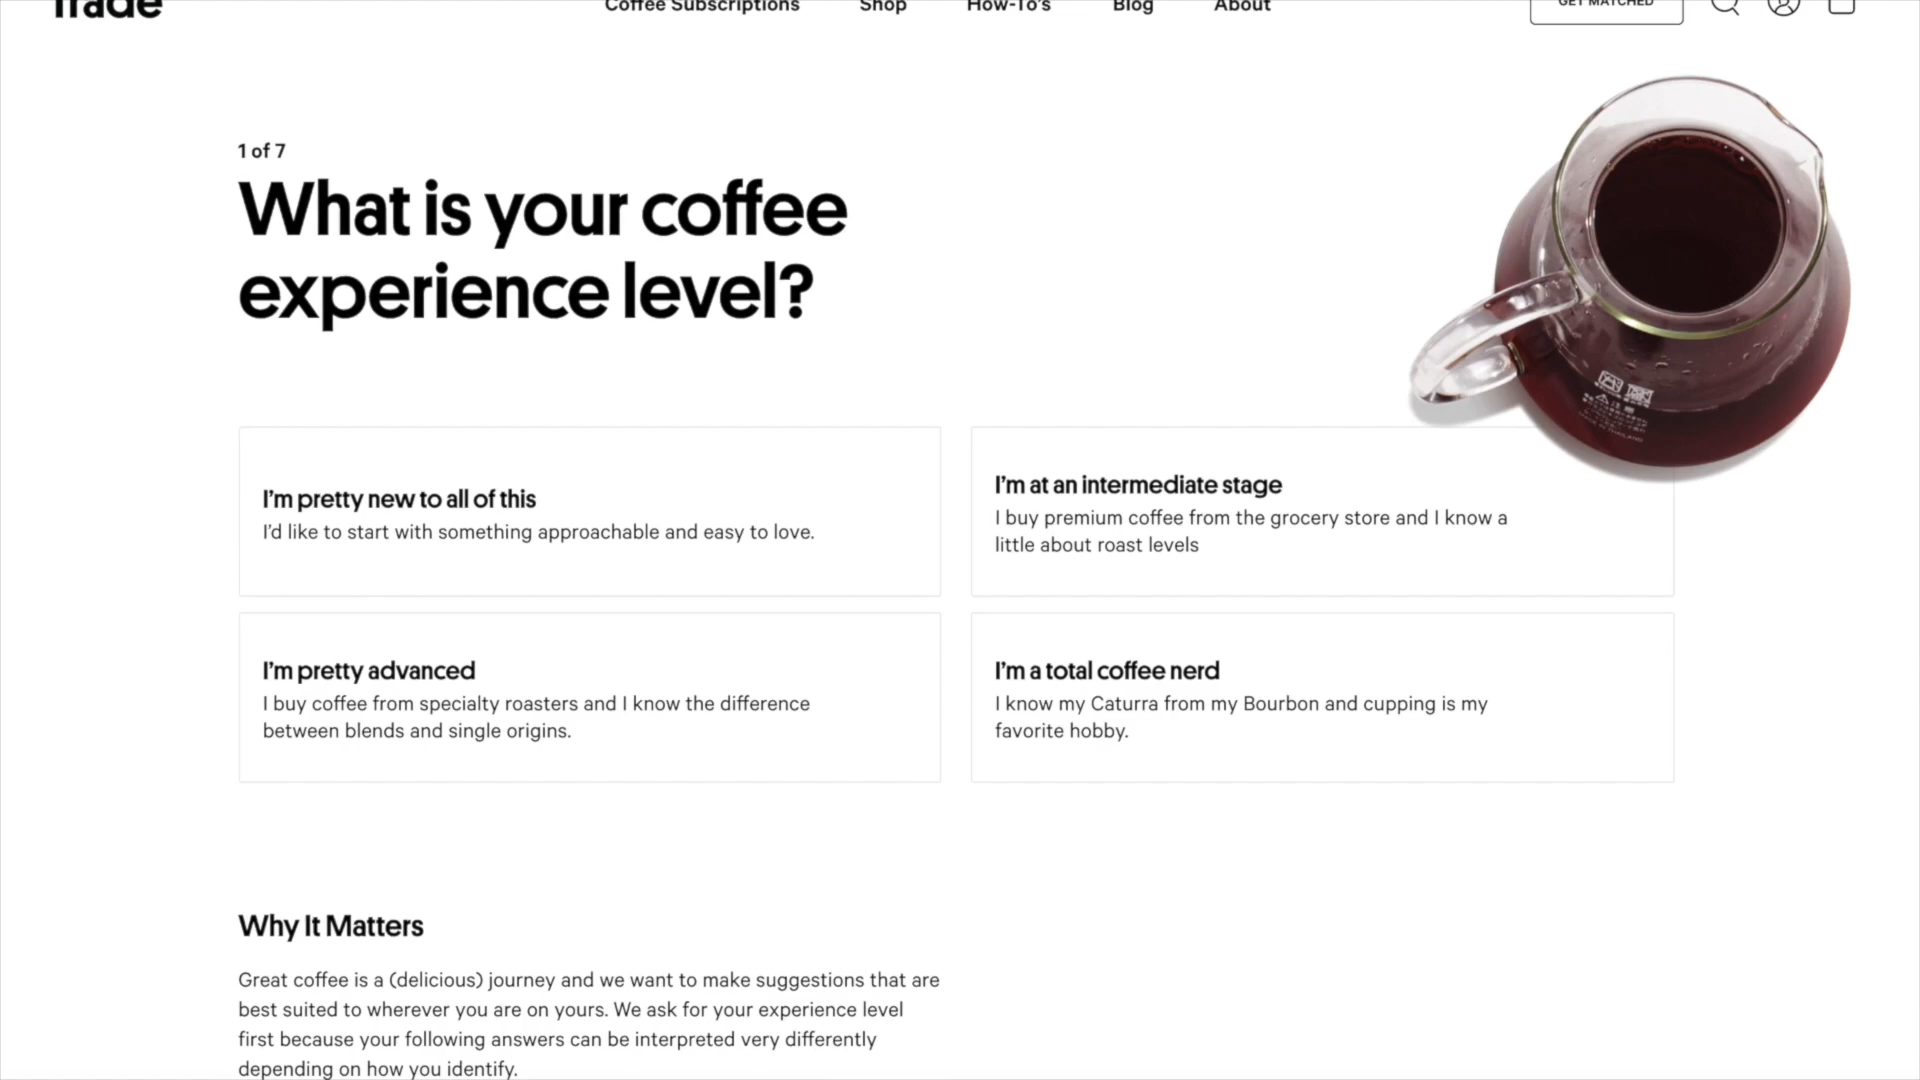 Trade
Coffee Subscriptions Shop How-To's Blog About GET MATCHED
1 of 7
What is your coffee
experience level?
I'm pretty new to all of this
I'd like to start with something approachable and easy to love.
I'm at an intermediate stage
I buy premium coffee from the grocery store and I know a
little about roast levels
I'm pretty advanced
I buy coffee from specialty roasters and I know the difference
between blends and single origins.
I'm a total coffee nerd
I know my Caturra from my Bourbon and cupping is my
favorite hobby.
Why It Matters
Great coffee is a (delicious) journey and we want to make suggestions that are
best suited to wherever you are on yours. We ask for your experience level
first because your following answers can be interpreted very differently
depending on how you identify.